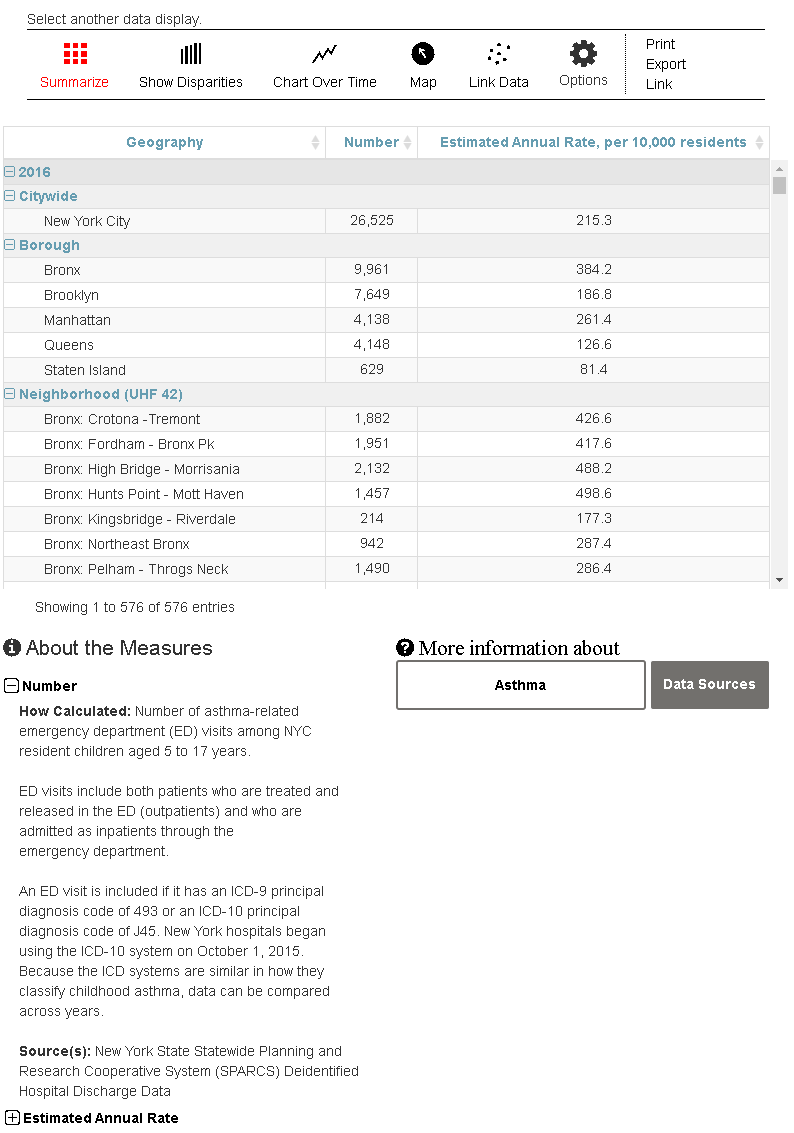 Select another data display.
Summarize Show Disparities Chart Over Time Map Link Data Options
Print
Export
Link
Geography Number Estimated Annual Rate, per 10,000 residents
2016
Citywide
New York City 26,525 215.3
Borough
Bronx 9,961 384.2
Brooklyn 7,649 186.8
Manhattan 4,138 261.4
Queens 4,148 126.6
Staten Island 629 81.4
Neighborhood (UHF 42)
Bronx: Crotona -Tremont 1,882 426.6
Bronx: Fordham - Bronx Pk 1,951 417.6
Bronx: High Bridge - Morrisania 2,132 488.2
Bronx: Hunts Point - Mott Haven 1,457 498.6
Bronx: Kingsbridge - Riverdale 214 177.3
Bronx: Northeast Bronx 942 287.4
Bronx: Pelham - Throgs Neck 1,490 286.4
Showing 1 to 576 of 576 entries
About the Measures
Number
How Calculated: Number of asthma-related
emergency department (ED) visits among NYC
resident children aged 5 to 17 years.
ED visits include both patients who are treated and
released in the ED (outpatients) and who are
admitted as inpatients through the
emergency department.
An ED visit is included if it has an ICD-9 principal
diagnosis code of 493 or an ICD-10 principal
diagnosis code of J45. New York hospitals began
using the ICD-10 system on October 1, 2015.
Because the ICD systems are similar in how they
classify childhood asthma, data can be compared
across years.
Source(s): New York State Statewide Planning and
Research Cooperative System (SPARCS) Deidentified
Hospital Discharge Data
Estimated Annual Rate
More information about
Asthma
Data Sources